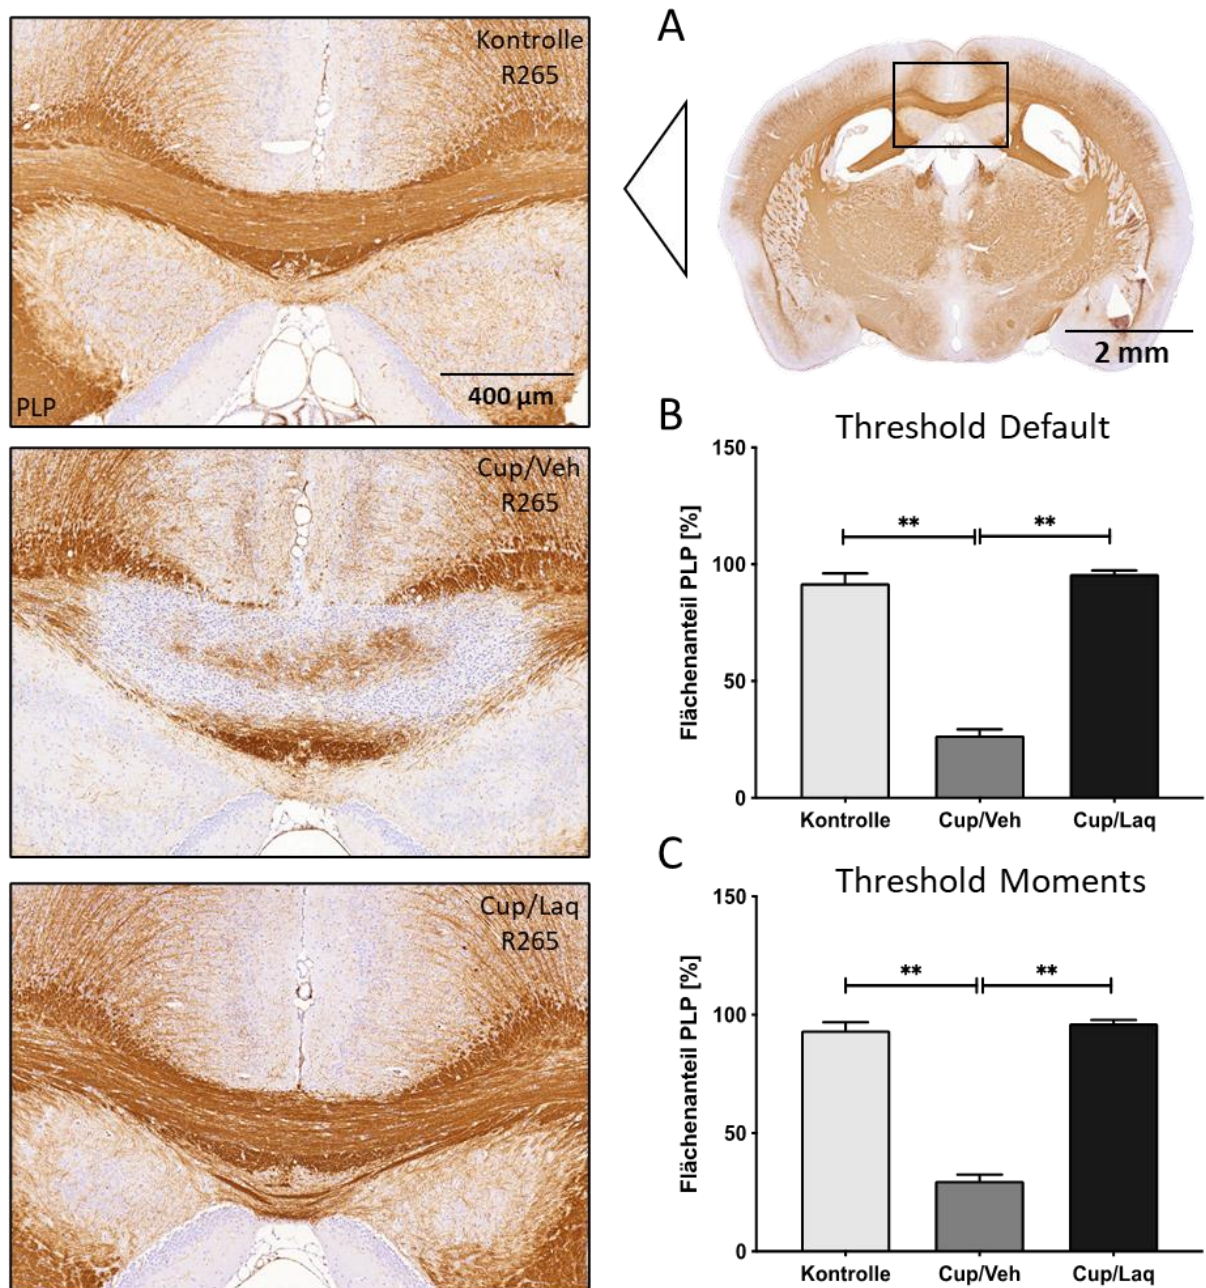 Kontrolle
R265
400 µm
PLP
Cup/Veh
R265
Cup/Laq
R265
A
2 mm
B
Threshold Default
Flächenanteil PLP [%]
150
100
50
0
**
**
Kontrolle
Cup/Veh
Cup/Laq
C
Threshold Moments
Flächenanteil PLP [%]
150
100
50
0
**
**
Kontrolle
Cup/Veh
Cup/Laq